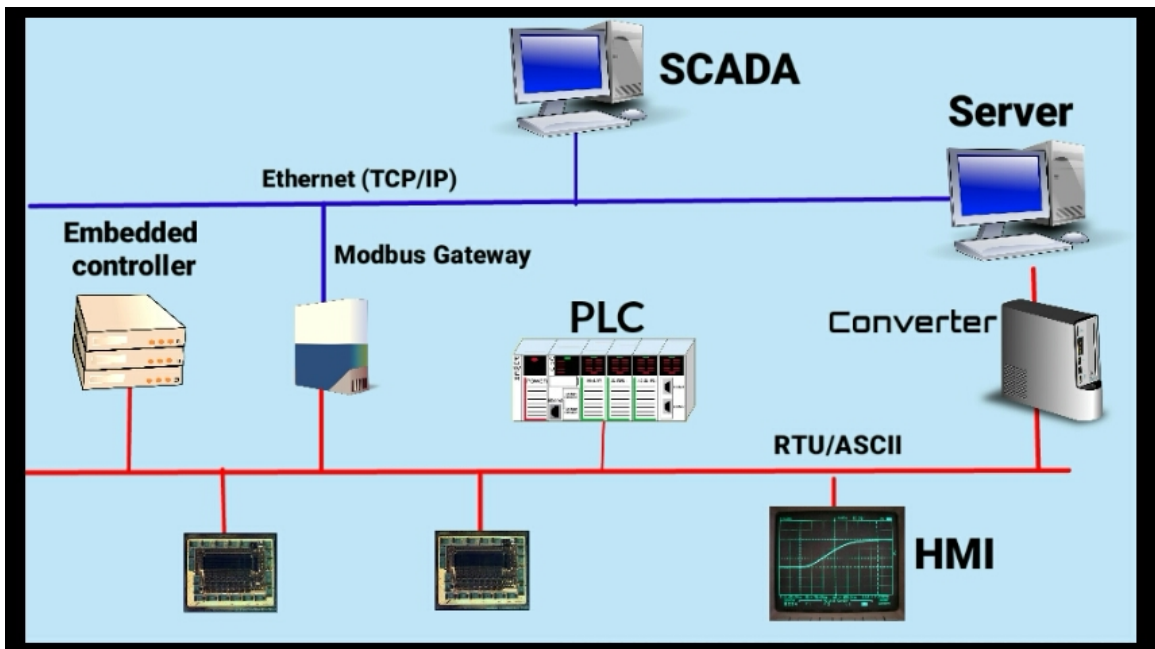 SCADA
Server
Ethernet (TCP/IP)
Embedded
controller
Modbus Gateway
PLC
Converter
RTU/ASCII
HMI